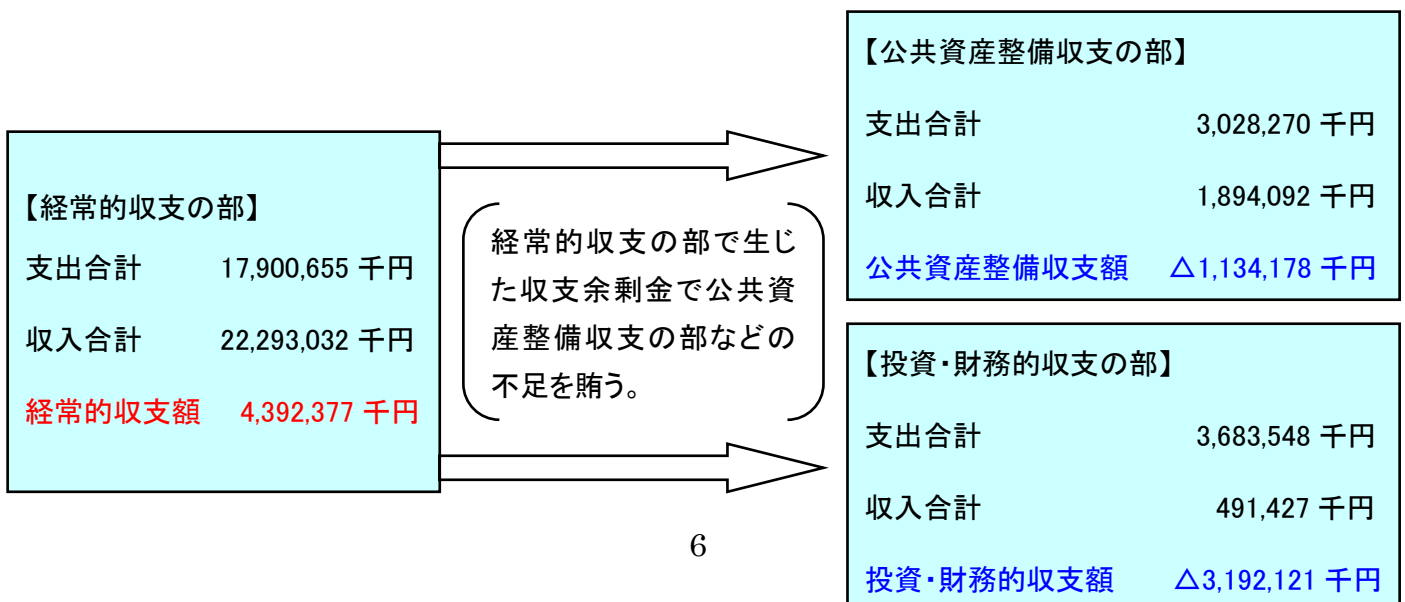 【経常的収支の部】
支出合計 17,900,655 千円
収入合計 22,293,032 千円
経常的収支額 4,392,377 千円
経常的収支の部で生じ
た収支余剰金で公共資
産整備収支の部などの
不足を賄う。
【公共資産整備収支の部】
支出合計 3,028,270 千円
収入合計 1,894,092 千円
公共資産整備収支額 △1,134,178 千円
【投資・財務的収支の部】
支出合計 3,683,548 千円
収入合計 491,427 千円
投資・財務的収支額 △3,192,121 千円
6